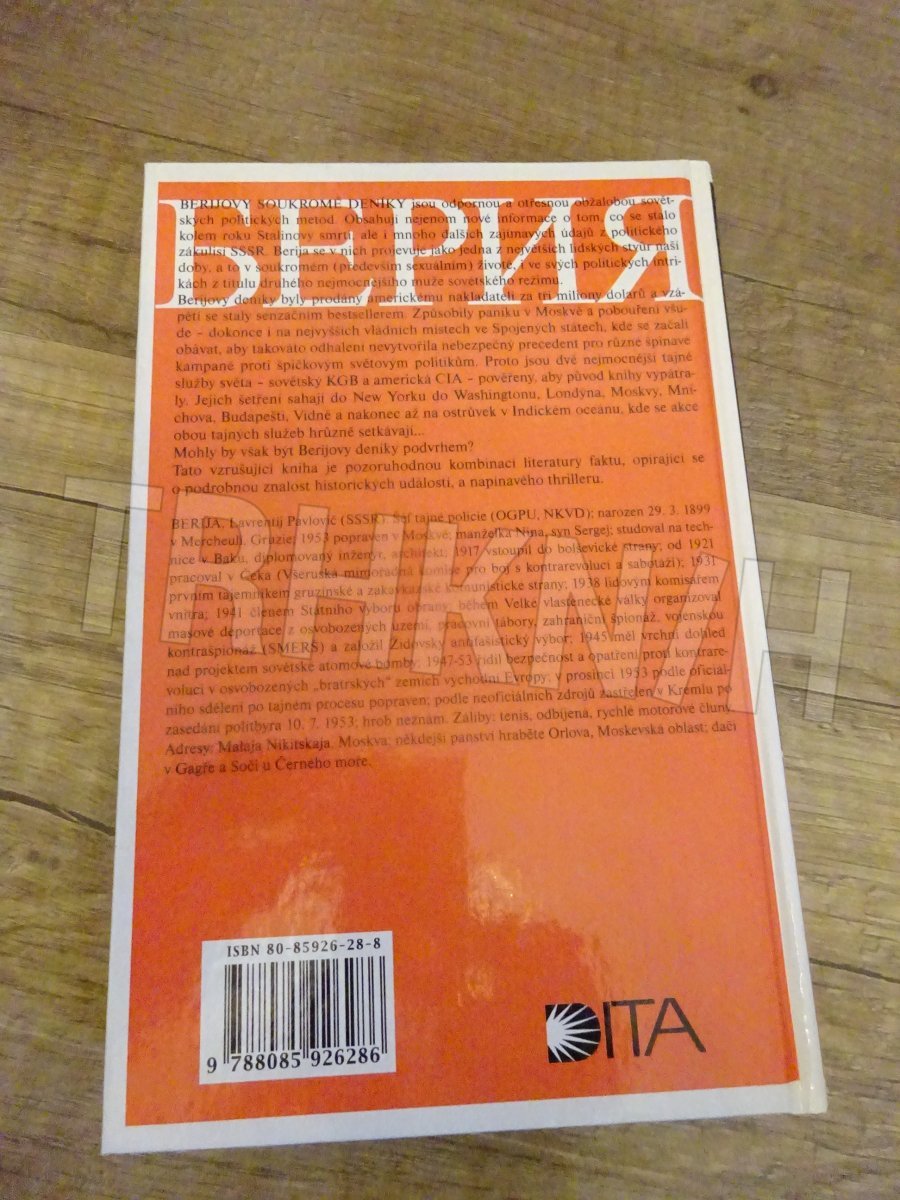 БЕРИЯ
BERIJOVY SOUKROMÉ DENÍKY jsou odpornou a otřesnou obžalobou sovět-
ských politických metod. Obsahují nejenom nové informace o tom, co se stalo
kolem roku Stalinovy smrti, ale i mnoho dalších zajímavých údajů z politického
zákulisí SSSR. Berija se v nich projevuje jako jedna z největších lidských stvůr naší
doby, a to v soukromém (především sexuálním) životě, i ve svých politických intri-
kách z titulu druhého nejmocnějšího muže sovětského režimu.
Berijovy deníky byly prodány americkému nakladateli za tři miliony dolarů a vzá-
pětí se staly senzačním bestsellerem. Způsobily paniku v Moskvě a pobouření všu-
de – dokonce i na nejvyšších vládních místech ve Spojených státech, kde se začali
obávat, aby takováto odhalení nevytvořila nebezpečný precedent pro různé špinavé
kampaně proti špičkovým světovým politikům. Proto jsou dvě nejmocnější tajné
služby světa – sovětský KGB a americká CIA – pověřeny, aby původ knihy vypátra-
ly. Jejich šetření sahají do New Yorku do Washingtonu, Londýna, Moskvy, Mni-
chova, Budapešti, Vídně a nakonec až na ostrůvek v Indickém oceánu, kde se akce
obou tajných služeb hrůzně setkávají...
Mohly by však být Berijovy deníky podvrhem?
Tato vzrušující kniha je pozoruhodnou kombinací literatury faktu, opírající se
o podrobnou znalost historických událostí, a napínavého thrilleru.
BERIJA, Lavrentij Pavlovič (SSSR). Šéf tajné policie (OGPU, NKVD); narozen 29. 3. 1899
v Mercheuli, Gruzie; 1953 popraven v Moskvě; manželka Nina, syn Sergej; studoval na tech-
nice v Baku, diplomovaný inženýr, architekt; 1917 vstoupil do bolševické strany; od 1921
pracoval v Čeka (Všeruská mimořádná komise pro boj s kontrarevolucí a sabotáží); 1931
prvním tajemníkem gruzínské a zakavkazské komunistické strany; 1938 lidovým komisařem
vnitra; 1941 členem Státního výboru obrany; během Velké vlastenecké války organizoval
masové deportace z osvobozených území, pracovní tábory, zahraniční špionáž, vojenskou
kontrašpionáž (SMERŠ) a založil Židovský antifašistický výbor; 1945 měl vrchní dohled
nad projektem sovětské atomové bomby; 1947-53 řídil bezpečnost a opatření proti kontrare-
voluci v osvobozených „bratrských“ zemích východní Evropy; v prosinci 1953 podle oficiál-
ního sdělení po tajném procesu popraven; podle neoficiálních zdrojů zastřelen v Kremlu po
zasedání politbyra 10. 7. 1953; hrob neznám. Záliby: tenis, odbíjená, rychlé motorové čluny.
Adresy: Malaja Nikitskaja, Moskva; někdejší panství hraběte Orlova, Moskevská oblast; dači
v Gagře a Soči u Černého moře.
TRHKNIH
ISBN 80-85926-28-8
9 788085 926286
DITA